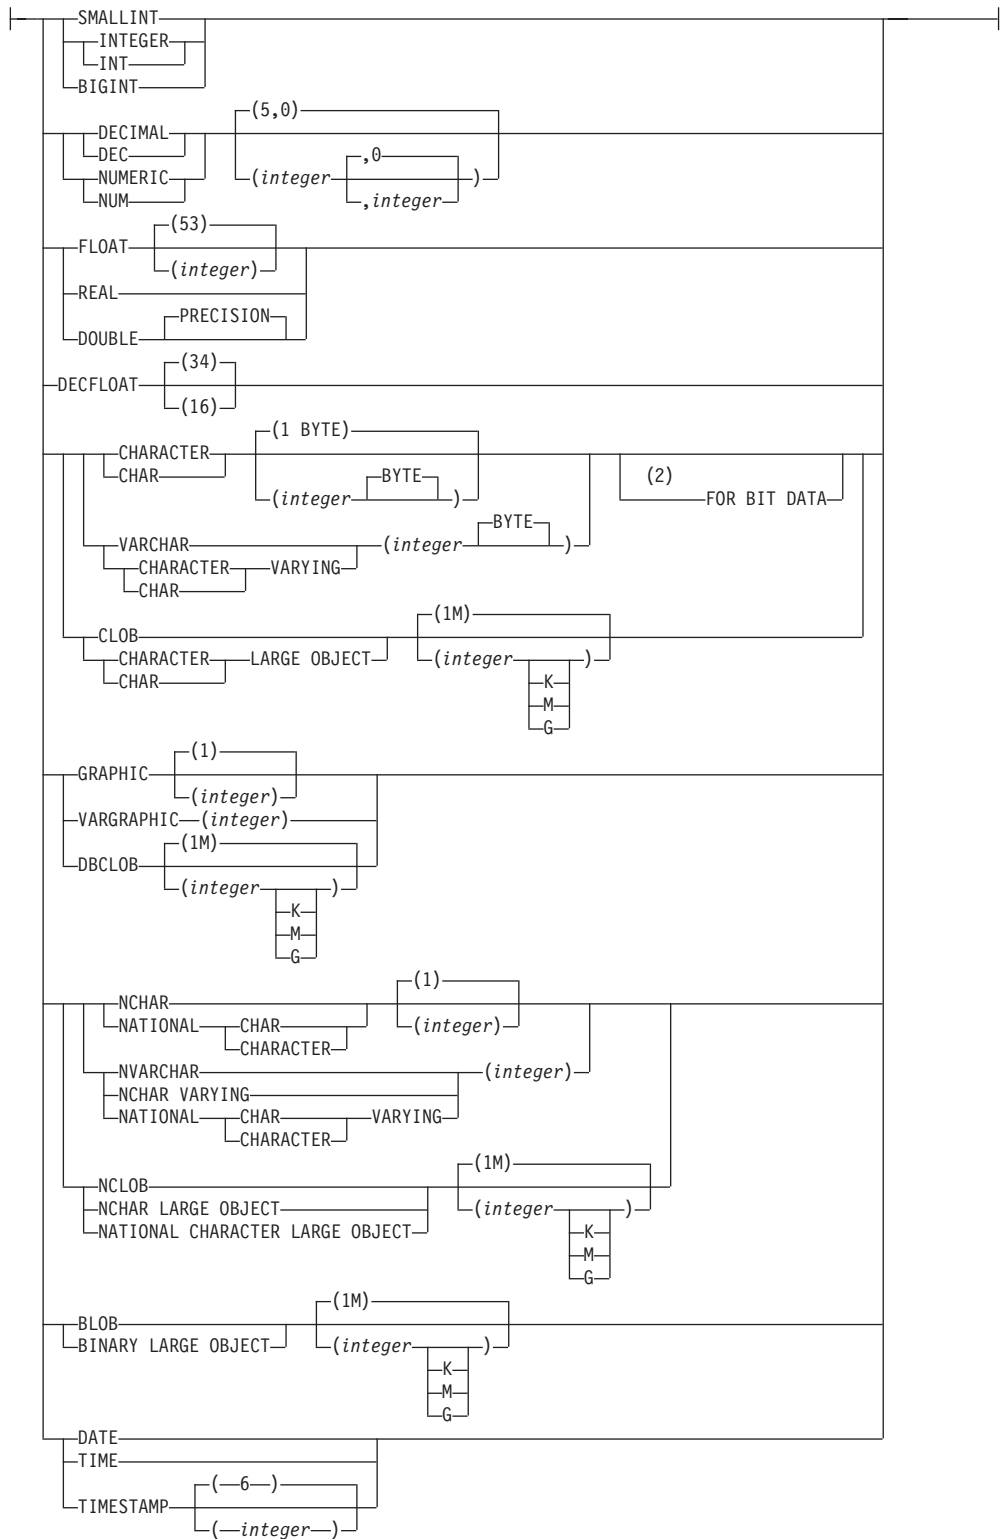 SMALLINT
INTEGER
INT
BIGINT
(5,0)
DECIMAL
DEC
,0
NUMERIC
(integer )
NUM
,integer
(53)
FLOAT
(integer)
REAL
PRECISION
DOUBLE
(34)
DECFLOAT
(16)
(1 BYTE)
CHARACTER
CHAR
BYTE
(2)
(integer )
FOR BIT DATA
BYTE
VARCHAR
(integer )
CHARACTER VARYING
CHAR
(1M)
CLOB
CHARACTER LARGE OBJECT
(integer )
CHAR
K
M
G
(1)
GRAPHIC
(integer)
VARGRAPHIC (integer)
(1M)
DBCLOB
(integer )
K
M
G
(1)
NCHAR
NATIONAL CHAR
(integer)
CHARACTER
NVARCHAR (integer)
NCHAR VARYING
NATIONAL CHAR VARYING
CHARACTER
(1M)
NCLOB
NCHAR LARGE OBJECT
(integer )
NATIONAL CHARACTER LARGE OBJECT
K
M
G
(1M)
BLOB
BINARY LARGE OBJECT
(integer )
K
M
G
DATE
TIME
( 6 )
TIMESTAMP
( integer )